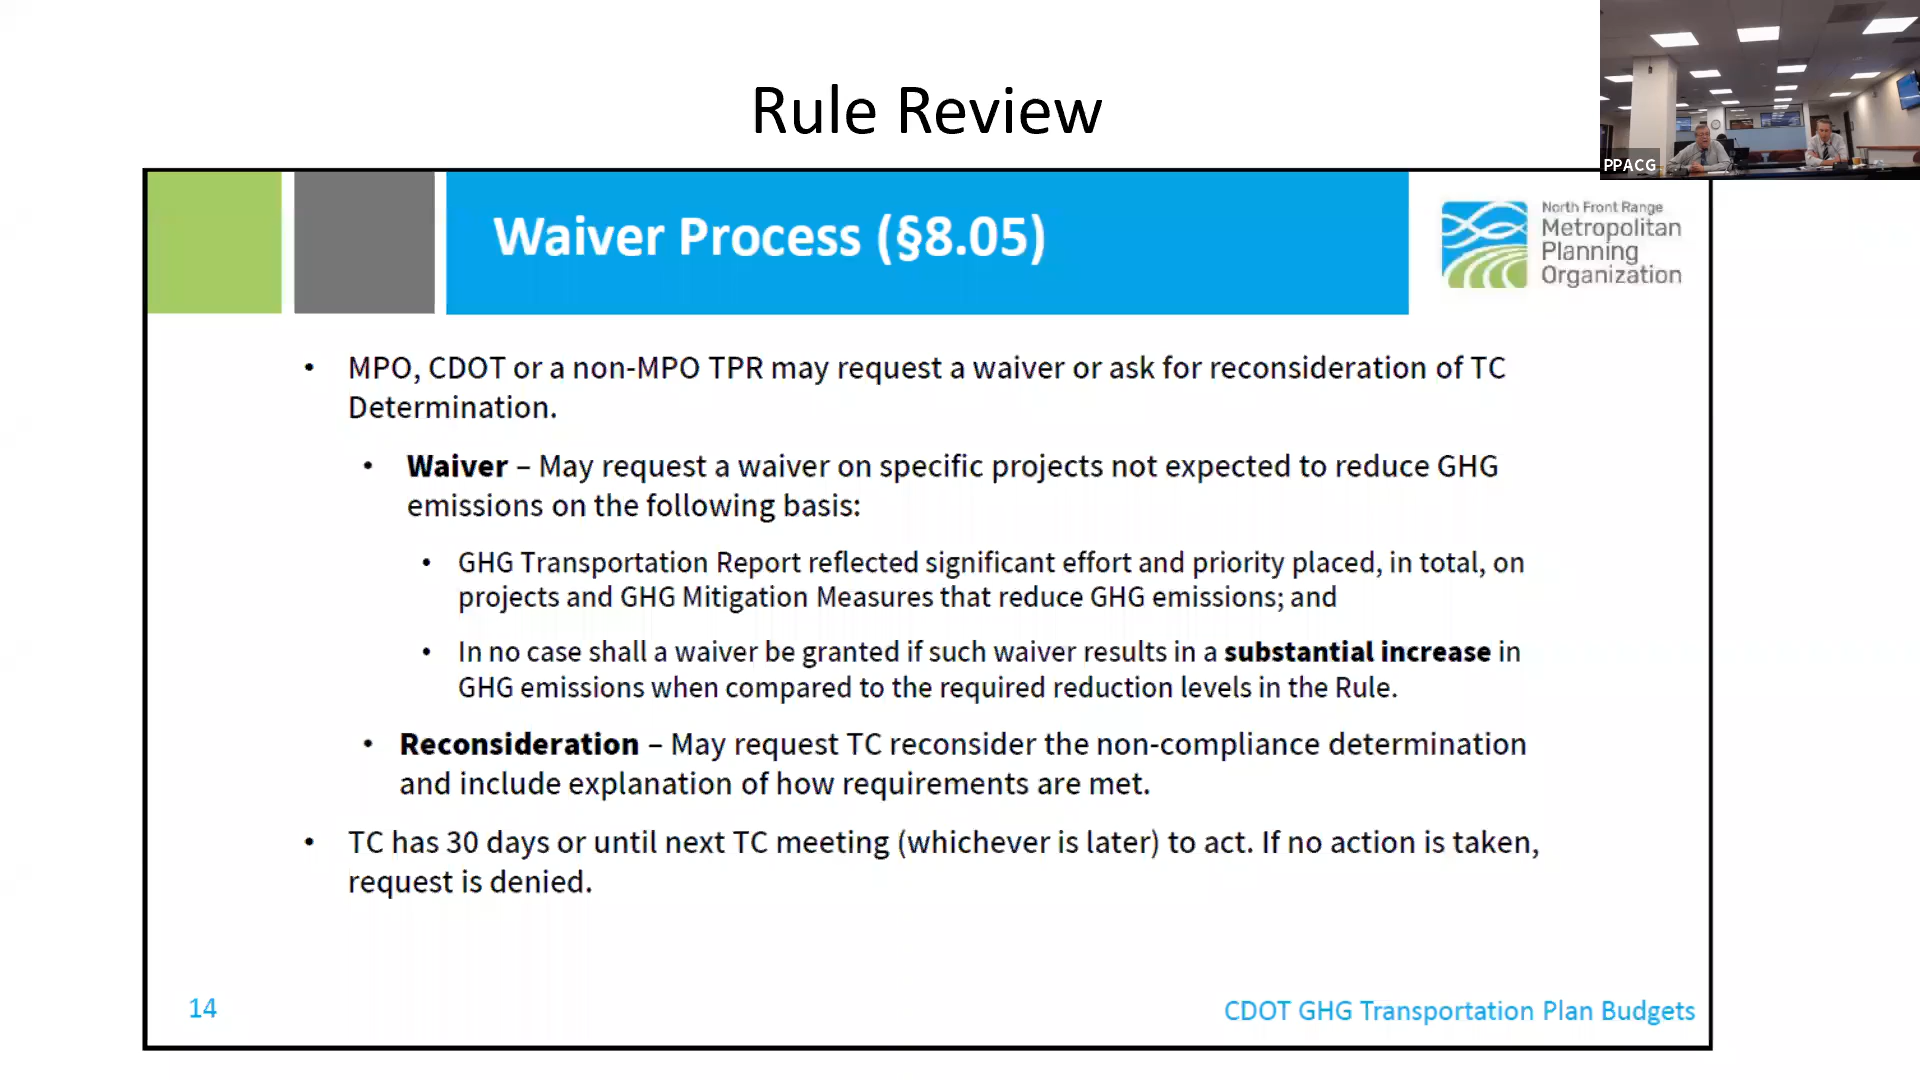 Rule Review
PPACG
Waiver Process (§8.05)
North Front Range
Metropolitan
Planning
Organization
• MPO, CDOT or a non-MPO TPR may request a waiver or ask for reconsideration of TC
Determination.
• Waiver – May request a waiver on specific projects not expected to reduce GHG
emissions on the following basis:
• GHG Transportation Report reflected significant effort and priority placed, in total, on
projects and GHG Mitigation Measures that reduce GHG emissions; and
• In no case shall a waiver be granted if such waiver results in a substantial increase in
GHG emissions when compared to the required reduction levels in the Rule.
• Reconsideration – May request TC reconsider the non-compliance determination
and include explanation of how requirements are met.
• TC has 30 days or until next TC meeting (whichever is later) to act. If no action is taken,
request is denied.
14
CDOT GHG Transportation Plan Budgets